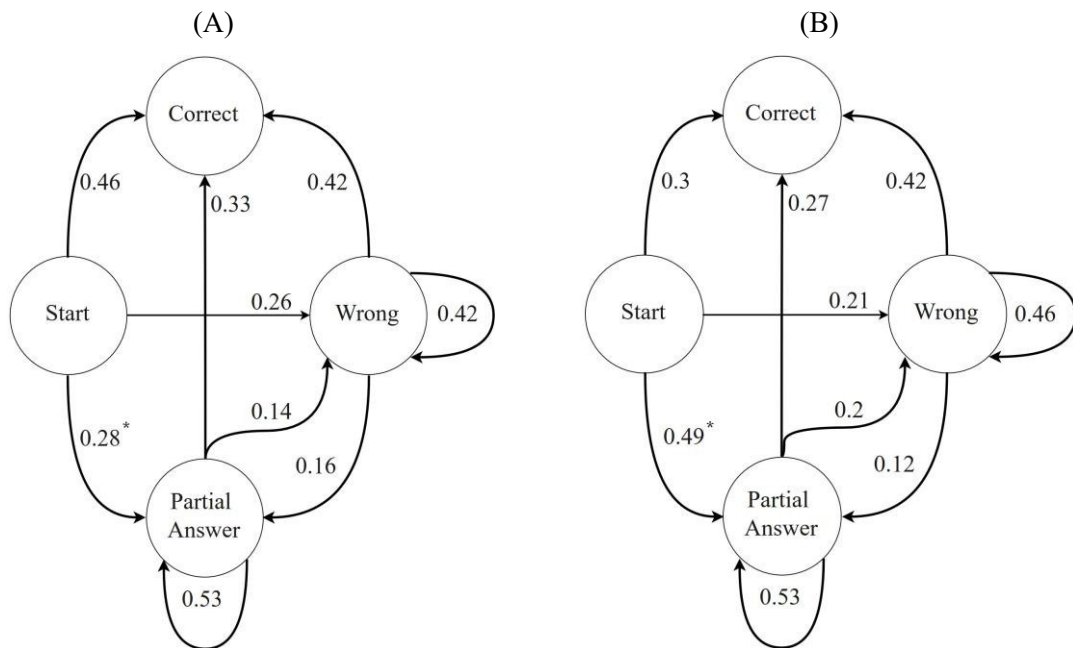 (A)
Correct
0.46
0.33
0.42
Start
0.26
Wrong
0.42
0.28*
0.14
0.16
Partial
Answer
0.53
(B)
Correct
0.3
0.27
0.42
Start
0.21
Wrong
0.46
0.49*
0.2
0.12
Partial
Answer
0.53